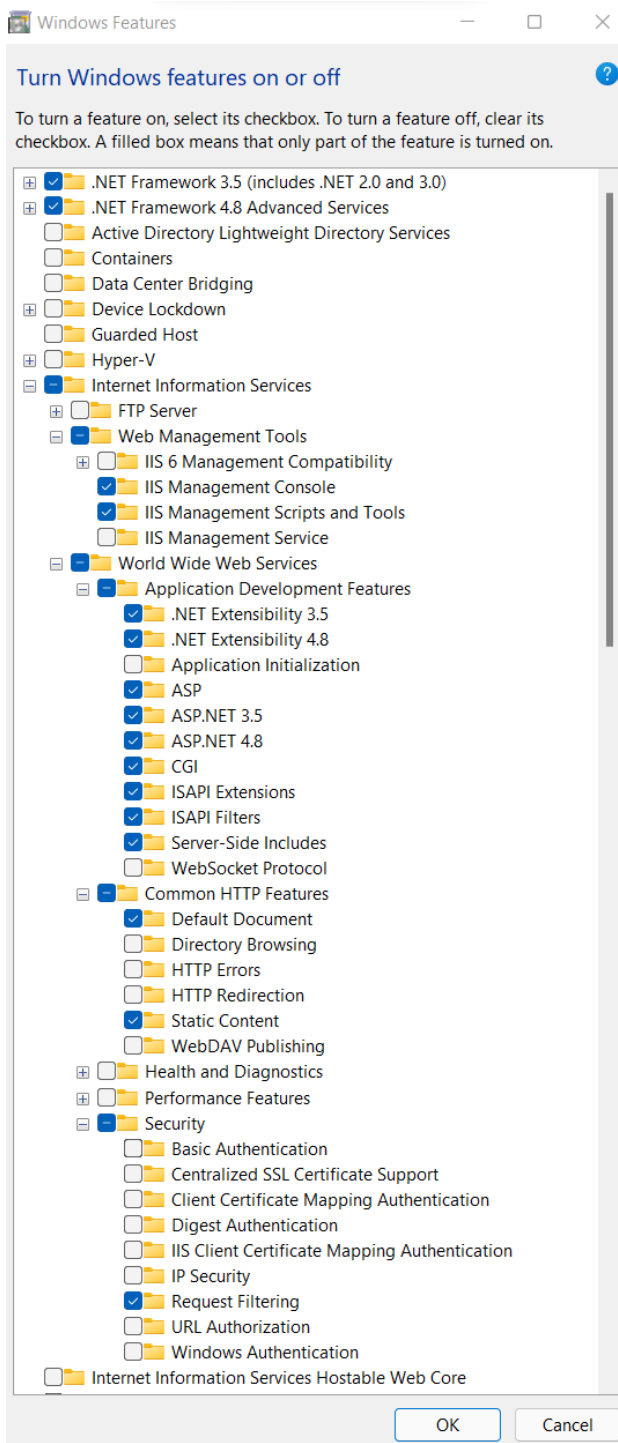 Windows Features
Turn Windows features on or off
To turn a feature on, select its checkbox. To turn a feature off, clear its
checkbox. A filled box means that only part of the feature is turned on.
.NET Framework 3.5 (includes .NET 2.0 and 3.0)
.NET Framework 4.8 Advanced Services
Active Directory Lightweight Directory Services
Containers
Data Center Bridging
Device Lockdown
Guarded Host
Hyper-V
Internet Information Services
FTP Server
Web Management Tools
IIS 6 Management Compatibility
IIS Management Console
IIS Management Scripts and Tools
IIS Management Service
World Wide Web Services
Application Development Features
.NET Extensibility 3.5
.NET Extensibility 4.8
Application Initialization
ASP
ASP.NET 3.5
ASP.NET 4.8
CGI
ISAPI Extensions
ISAPI Filters
Server-Side Includes
WebSocket Protocol
Common HTTP Features
Default Document
Directory Browsing
HTTP Errors
HTTP Redirection
Static Content
WebDAV Publishing
Health and Diagnostics
Performance Features
Security
Basic Authentication
Centralized SSL Certificate Support
Client Certificate Mapping Authentication
Digest Authentication
IIS Client Certificate Mapping Authentication
IP Security
Request Filtering
URL Authorization
Windows Authentication
Internet Information Services Hostable Web Core
OK Cancel